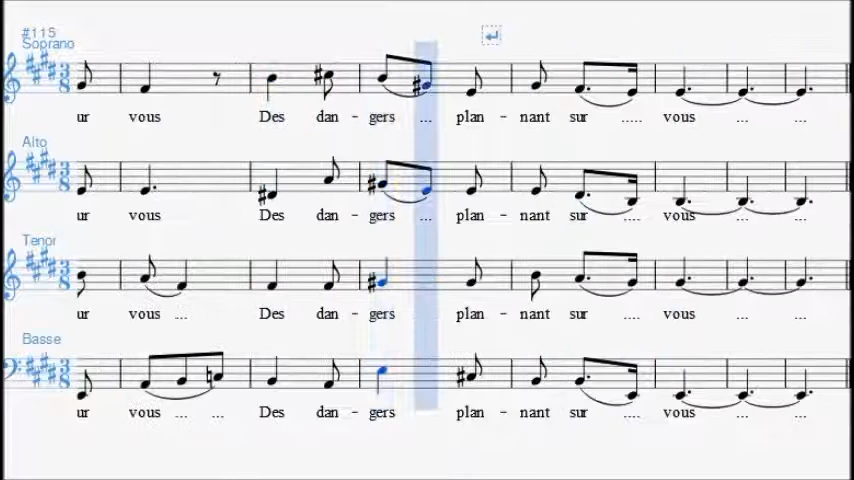 #115
Soprano
ur vous Des dan - gers ... plan - nant sur ..... vous ... ...
Alto
ur vous Des dan - gers ... plan - nant sur .... vous ... ...
Tenor
ur vous ... Des dan - gers plan - nant sur .... vous ... ...
Basse
ur vous ... ... Des dan - gers plan - nant sur .... vous ... ...